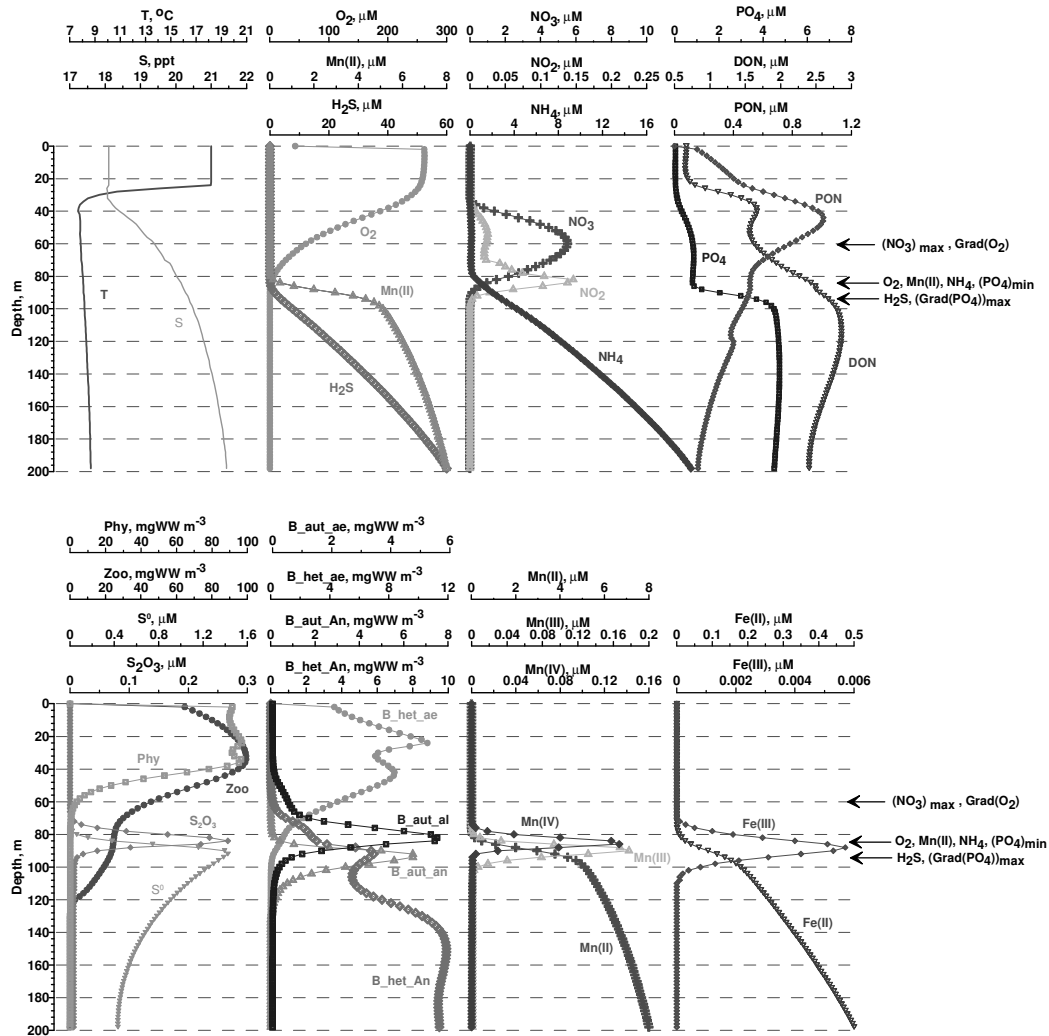 T, °C O₂, μM NO₃, μM PO₄, μM
7 9 11 13 15 17 19 21 0 100 200 300 0 2 4 6 8 10 0 2 4 6 8
S, ppt Mn(II), μM NO₂, μM DON, μM
17 18 19 20 21 22 0 2 4 6 8 0 0.05 0.1 0.15 0.2 0.25 0.5 1 1.5 2 2.5 3
H₂S, μM NH₄, μM PON, μM
0 20 40 60 0 4 8 12 16 0 0.4 0.8 1.2
Depth, m
0
20
40
60
80
100
120
140
160
180
200
T
S
O₂
Mn(II)
H₂S
NO₃
NO₂
NH₄
PON
PO₄
DON
(NO₃) max , Grad(O₂)
O₂, Mn(II), NH₄, (PO₄)min
H₂S, (Grad(PO₄))max
Phy, mgWW m⁻³ B_aut_ae, mgWW m⁻³
0 20 40 60 80 100 0 2 4 6
Zoo, mgWW m⁻³ B_het_ae, mgWW m⁻³ Mn(II), μM
0 20 40 60 80 100 0 2 4 6 8 10 12 0 2 4 6 8
S⁰, μM B_aut_An, mgWW m⁻³ Mn(III), μM Fe(II), μM
0 0.4 0.8 1.2 1.6 0 2 4 6 8 0 0.04 0.08 0.12 0.16 0.2 0 0.1 0.2 0.3 0.4 0.5
S₂O₃, μM B_het_An, mgWW m⁻³ Mn(IV), μM Fe(III), μM
0 0.1 0.2 0.3 0 2 4 6 8 10 0 0.04 0.08 0.12 0.16 0 0.002 0.004 0.006
Depth, m
0
20
40
60
80
100
120
140
160
180
200
Phy
Zoo
S₂O₃
S⁰
B_het_ae
B_aut_al
B_aut_an
B_het_An
Mn(IV)
Mn(III)
Mn(II)
Fe(III)
Fe(II)
(NO₃) max , Grad(O₂)
O₂, Mn(II), NH₄, (PO₄)min
H₂S, (Grad(PO₄))max